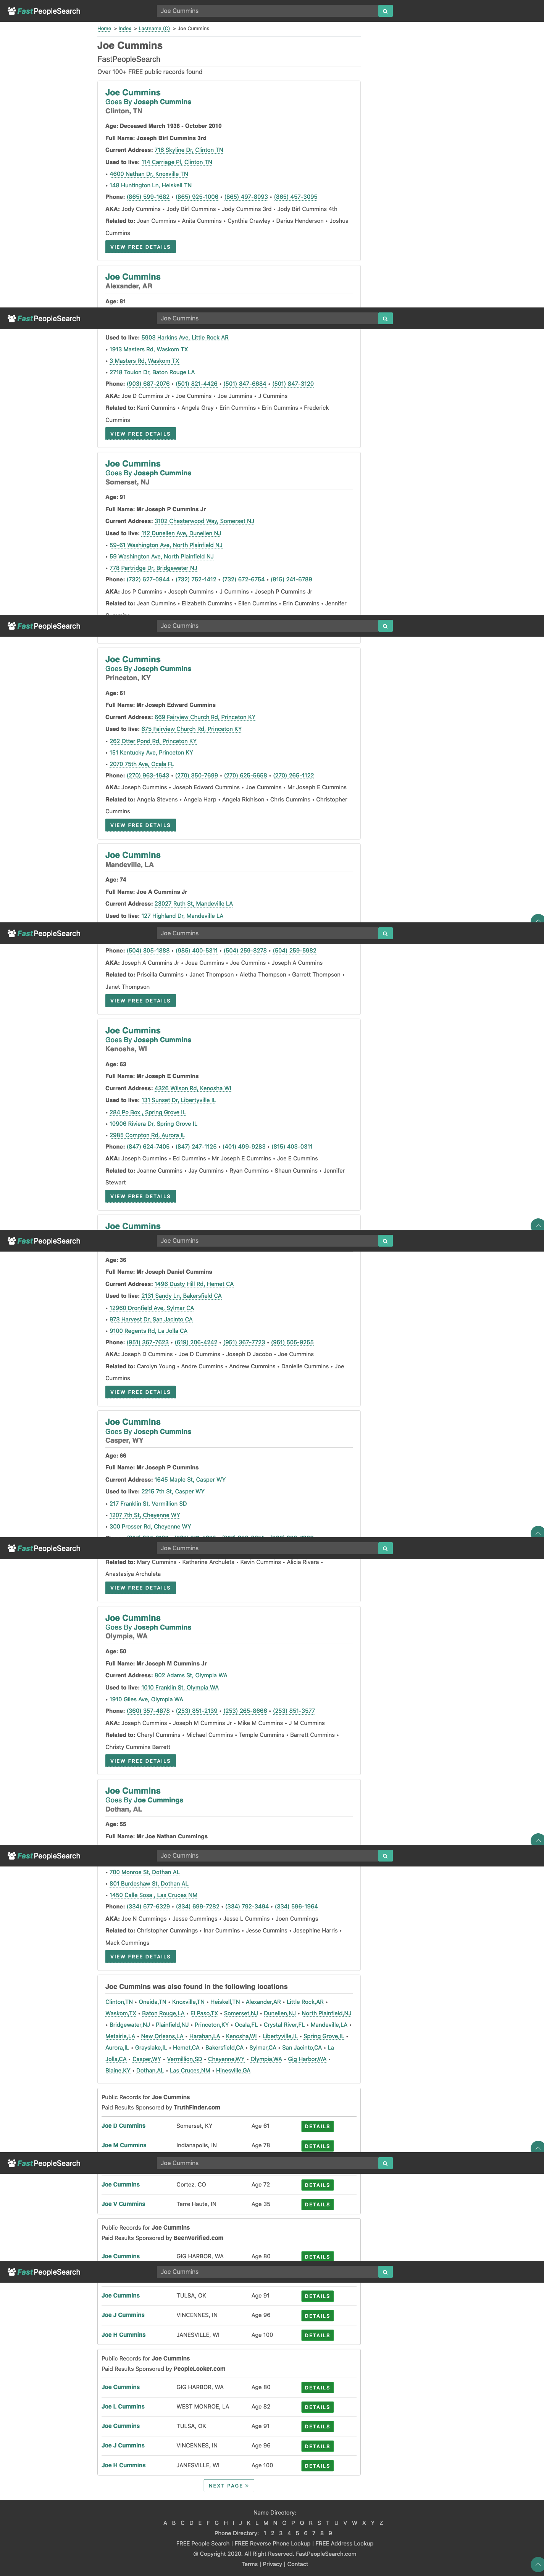 FastPeopleSearch
Joe Cummins
Home > Index > Lastname (C) > Joe Cummins
Joe Cummins
FastPeopleSearch
Over 100+ FREE public records found
Joe Cummins
Goes By Joseph Cummins
Clinton, TN
Age: Deceased March 1938 - October 2010
Full Name: Joseph Birl Cummins 3rd
Current Address: 716 Skyline Dr, Clinton TN
Used to live: 114 Carriage Pl, Clinton TN
• 4600 Nathan Dr, Knoxville TN
• 148 Huntington Ln, Heiskell TN
Phone: (865) 599-1682 • (865) 925-1006 • (865) 497-8093 • (865) 457-3095
AKA: Jody Cummins • Jody Birl Cummins • Jody Cummins 3rd • Jody Birl Cummins 4th
Related to: Joan Cummins • Anita Cummins • Cynthia Crawley • Darius Henderson • Joshua
Cummins
VIEW FREE DETAILS
Joe Cummins
Alexander, AR
Age: 81
FastPeopleSearch
Joe Cummins
Used to live: 5903 Harkins Ave, Little Rock AR
• 1913 Masters Rd, Waskom TX
• 3 Masters Rd, Waskom TX
• 2718 Toulon Dr, Baton Rouge LA
Phone: (903) 687-2076 • (501) 821-4426 • (501) 847-6684 • (501) 847-3120
AKA: Joe D Cummins Jr • Joe Cummins • Joe Jummins • J Cummins
Related to: Kerri Cummins • Angela Gray • Erin Cummins • Erin Cummins • Frederick
Cummins
VIEW FREE DETAILS
Joe Cummins
Goes By Joseph Cummins
Somerset, NJ
Age: 91
Full Name: Mr Joseph P Cummins Jr
Current Address: 3102 Chesterwood Way, Somerset NJ
Used to live: 112 Dunellen Ave, Dunellen NJ
• 59-61 Washington Ave, North Plainfield NJ
• 59 Washington Ave, North Plainfield NJ
• 778 Partridge Dr, Bridgewater NJ
Phone: (732) 627-0944 • (732) 752-1412 • (732) 672-6754 • (915) 241-6789
AKA: Jos P Cummins • Joseph Cummins • J Cummins • Joseph P Cummins Jr
Related to: Jean Cummins • Elizabeth Cummins • Ellen Cummins • Erin Cummins • Jennifer
FastPeopleSearch
Joe Cummins
Joe Cummins
Goes By Joseph Cummins
Princeton, KY
Age: 61
Full Name: Mr Joseph Edward Cummins
Current Address: 669 Fairview Church Rd, Princeton KY
Used to live: 675 Fairview Church Rd, Princeton KY
• 262 Otter Pond Rd, Princeton KY
• 151 Kentucky Ave, Princeton KY
• 2070 75th Ave, Ocala FL
Phone: (270) 963-1643 • (270) 350-7699 • (270) 625-5658 • (270) 265-1122
AKA: Joseph Cummins • Joseph Edward Cummins • Joe Cummins • Mr Joseph E Cummins
Related to: Angela Stevens • Angela Harp • Angela Richison • Chris Cummins • Christopher
Cummins
VIEW FREE DETAILS
Joe Cummins
Mandeville, LA
Age: 74
Full Name: Joe A Cummins Jr
Current Address: 23027 Ruth St, Mandeville LA
Used to live: 127 Highland Dr, Mandeville LA
FastPeopleSearch
Joe Cummins
Phone: (504) 305-1888 • (985) 400-5311 • (504) 259-8278 • (504) 259-5982
AKA: Joseph A Cummins Jr • Joea Cummins • Joe Cummins • Joseph A Cummins
Related to: Priscilla Cummins • Janet Thompson • Aletha Thompson • Garrett Thompson •
Janet Thompson
VIEW FREE DETAILS
Joe Cummins
Goes By Joseph Cummins
Kenosha, WI
Age: 63
Full Name: Mr Joseph E Cummins
Current Address: 4326 Wilson Rd, Kenosha WI
Used to live: 131 Sunset Dr, Libertyville IL
• 284 Po Box , Spring Grove IL
• 10906 Riviera Dr, Spring Grove IL
• 2965 Compton Rd, Aurora IL
Phone: (847) 624-7405 • (847) 247-1125 • (401) 499-9283 • (815) 403-0311
AKA: Joseph Cummins • Ed Cummins • Mr Joseph E Cummins • Joe E Cummins
Related to: Joanne Cummins • Jay Cummins • Ryan Cummins • Shaun Cummins • Jennifer
Stewart
VIEW FREE DETAILS
Joe Cummins
FastPeopleSearch
Joe Cummins
Age: 36
Full Name: Mr Joseph Daniel Cummins
Current Address: 1496 Dusty Hill Rd, Hemet CA
Used to live: 2131 Sandy Ln, Bakersfield CA
• 12960 Dronfield Ave, Sylmar CA
• 973 Harvest Dr, San Jacinto CA
• 9100 Regents Rd, La Jolla CA
Phone: (951) 367-7623 • (619) 206-4242 • (951) 367-7723 • (951) 505-9255
AKA: Joseph D Cummins • Joe D Cummins • Joseph D Jacobo • Joe Cummins
Related to: Carolyn Young • Andre Cummins • Andrew Cummins • Danielle Cummins • Joe
Cummins
VIEW FREE DETAILS
Joe Cummins
Goes By Joseph Cummins
Casper, WY
Age: 66
Full Name: Mr Joseph P Cummins
Current Address: 1645 Maple St, Casper WY
Used to live: 2215 7th St, Casper WY
• 217 Franklin St, Vermillion SD
• 1207 7th St, Cheyenne WY
• 300 Prosser Rd, Cheyenne WY
FastPeopleSearch
Joe Cummins
Related to: Mary Cummins • Katherine Archuleta • Kevin Cummins • Alicia Rivera •
Anastasiya Archuleta
VIEW FREE DETAILS
Joe Cummins
Goes By Joseph Cummins
Olympia, WA
Age: 50
Full Name: Mr Joseph M Cummins Jr
Current Address: 802 Adams St, Olympia WA
Used to live: 1010 Franklin St, Olympia WA
• 1910 Giles Ave, Olympia WA
Phone: (360) 357-4878 • (253) 851-2139 • (253) 265-8666 • (253) 851-3577
AKA: Joseph Cummins • Joseph M Cummins Jr • Mike M Cummins • J M Cummins
Related to: Cheryl Cummins • Michael Cummins • Temple Cummins • Barrett Cummins •
Christy Cummins Barrett
VIEW FREE DETAILS
Joe Cummins
Goes By Joe Cummings
Dothan, AL
Age: 55
Full Name: Mr Joe Nathan Cummings
FastPeopleSearch
Joe Cummins
• 700 Monroe St, Dothan AL
• 801 Burdeshaw St, Dothan AL
• 1450 Calle Sosa , Las Cruces NM
Phone: (334) 677-6329 • (334) 699-7282 • (334) 792-3494 • (334) 596-1964
AKA: Joe N Cummings • Jesse Cummings • Jesse L Cummins • Joen Cummings
Related to: Christopher Cummings • Inar Cummins • Jesse Cummins • Josephine Harris •
Mack Cummings
VIEW FREE DETAILS
Joe Cummins was also found in the following locations
Clinton,TN • Oneida,TN • Knoxville,TN • Heiskell,TN • Alexander,AR • Little Rock,AR •
Waskom,TX • Baton Rouge,LA • El Paso,TX • Somerset,NJ • Dunellen,NJ • North Plainfield,NJ
• Bridgewater,NJ • Plainfield,NJ • Princeton,KY • Ocala,FL • Crystal River,FL • Mandeville,LA •
Metairie,LA • New Orleans,LA • Harahan,LA • Kenosha,WI • Libertyville,IL • Spring Grove,IL •
Aurora,IL • Grayslake,IL • Hemet,CA • Bakersfield,CA • Sylmar,CA • San Jacinto,CA • La
Jolla,CA • Casper,WY • Vermillion,SD • Cheyenne,WY • Olympia,WA • Gig Harbor,WA •
Blaine,KY • Dothan,AL • Las Cruces,NM • Hinesville,GA
Public Records for Joe Cummins
Paid Results Sponsored by TruthFinder.com
Joe D Cummins Somerset, KY Age 61 DETAILS
Joe M Cummins Indianapolis, IN Age 78 DETAILS
FastPeopleSearch
Joe Cummins
Joe Cummins Cortez, CO Age 72 DETAILS
Joe V Cummins Terre Haute, IN Age 35 DETAILS
Public Records for Joe Cummins
Paid Results Sponsored by BeenVerified.com
Joe Cummins GIG HARBOR, WA Age 80 DETAILS
FastPeopleSearch
Joe Cummins
Joe Cummins TULSA, OK Age 91 DETAILS
Joe J Cummins VINCENNES, IN Age 96 DETAILS
Joe H Cummins JANESVILLE, WI Age 100 DETAILS
Public Records for Joe Cummins
Paid Results Sponsored by PeopleLooker.com
Joe Cummins GIG HARBOR, WA Age 80 DETAILS
Joe L Cummins WEST MONROE, LA Age 82 DETAILS
Joe Cummins TULSA, OK Age 91 DETAILS
Joe J Cummins VINCENNES, IN Age 96 DETAILS
Joe H Cummins JANESVILLE, WI Age 100 DETAILS
NEXT PAGE >
Name Directory:
A B C D E F G H I J K L M N O P Q R S T U V W X Y Z
Phone Directory: 1 2 3 4 5 6 7 8 9
FREE People Search | FREE Reverse Phone Lookup | FREE Address Lookup
© Copyright 2020. All Right Reserved. FastPeopleSearch.com
Terms | Privacy | Contact